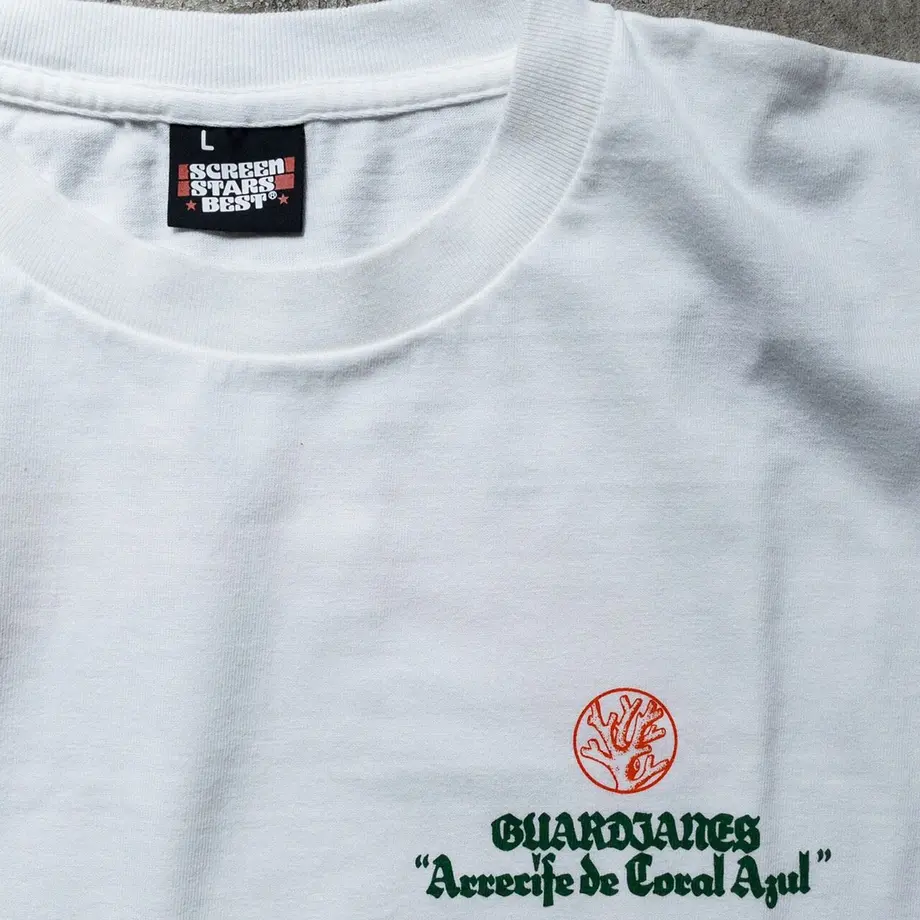 L
SCREEN
STARS
BEST®
GUARDIANES
“Arrecife de Coral Azul”